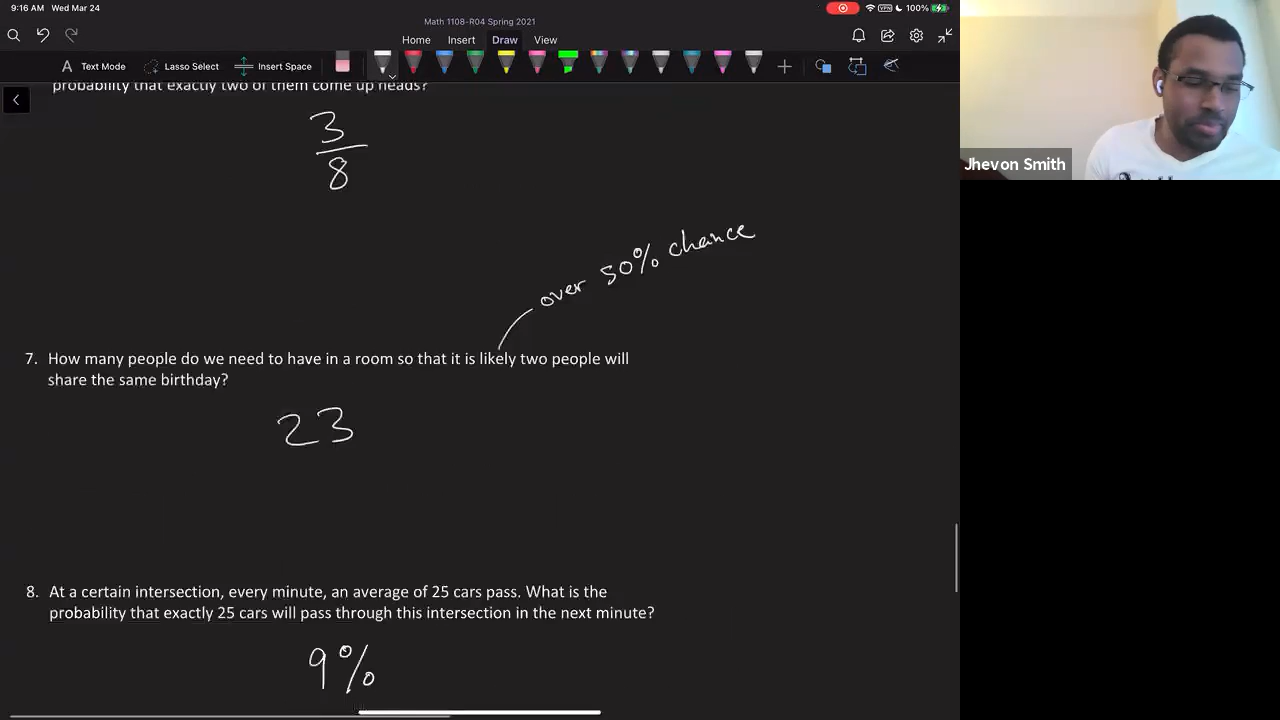 9:16 AM Wed Mar 24
VPN
100%
Math 1108-R04 Spring 2021
Home Insert Draw View
A Text Mode Lasso Select Insert Space
probability that exactly two of them come up heads?
3
8
over 50% chance
7. How many people do we need to have in a room so that it is likely two people will
share the same birthday?
23
8. At a certain intersection, every minute, an average of 25 cars pass. What is the
probability that exactly 25 cars will pass through this intersection in the next minute?
9%
Jhevon Smith